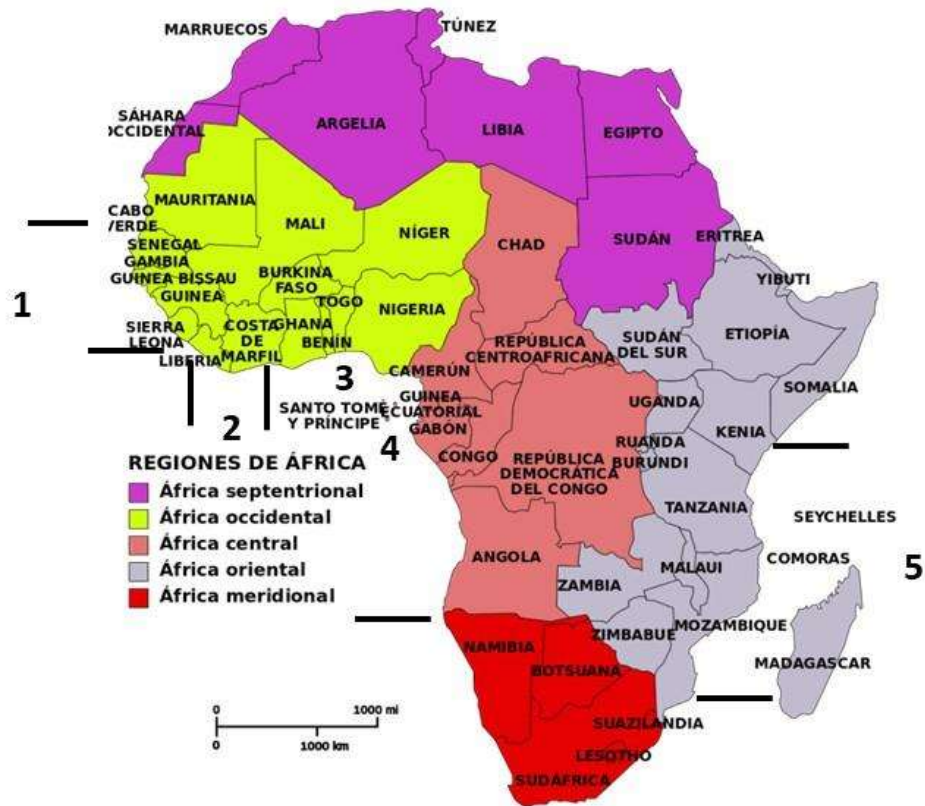 MARRUECOS
TÚNEZ
SÁHARA
OCCIDENTAL
ARGELIA
LIBIA
EGIPTO
MAURITANIA
CABO
VERDE
MALI
NÍGER
CHAD
SUDÁN
ERITREA
SENEGAL
GAMBIA
GUINEA BISSAU
GUINEA
BURKINA
FASO
TOGO
NIGERIA
YIBUTI
1
SIERRA
LEONA
LIBERIA
COSTA
DE
MARFIL
GHANA
BENÍN
REPÚBLICA
CENTROAFRICANA
SUDÁN
DEL SUR
ETIOPÍA
SOMALIA
3
CAMERÚN
2
SANTO TOMÉ
Y PRÍNCIPE
GUINEA
ECUATORIAL
GABÓN
4
CONGO
REPÚBLICA
DEMOCRÁTICA
DEL CONGO
UGANDA
KENIA
RUANDA
BURUNDI
TANZANIA
SEYCHELLES
REGIONES DE ÁFRICA
África septentrional
África occidental
África central
África oriental
África meridional
ANGOLA
ZAMBIA
MALAUI
COMORAS
5
MOZAMBIQUE
ZIMBABUE
MADAGASCAR
NAMIBIA
BOTSUANA
SUAZILANDIA
LESOTHO
SUDÁFRICA
0
1000 mi
0
1000 km